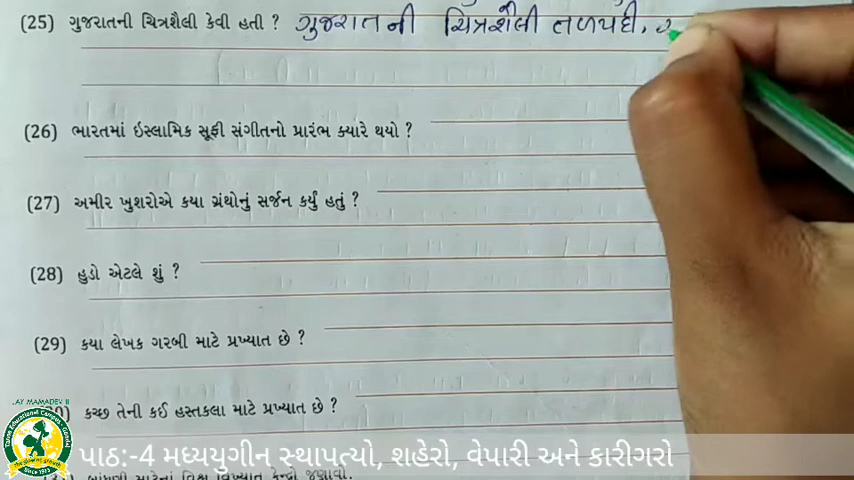 (25) ગુજરાતની ચિત્રશૈલી કેવી હતી ? ગુજરાતની ચિત્રશૈલી તળપદી,
(26) ભારતમાં ઇસ્લામિક સૂફી સંગીતનો પ્રારંભ ક્યારે થયો ?
(27) અમીર ખુશરોએ કયા ગ્રંથોનું સર્જન કર્યું હતું ?
(28) હુડો એટલે શું ?
(29) કયા લેખક ગરબી માટે પ્રખ્યાત છે ?
કચ્છ તેની કઈ હસ્તકલા માટે પ્રખ્યાત છે ?
પાઠ:-4 મધ્યયુગીન સ્થાપત્યો, શહેરો, વેપારી અને કારીગરો